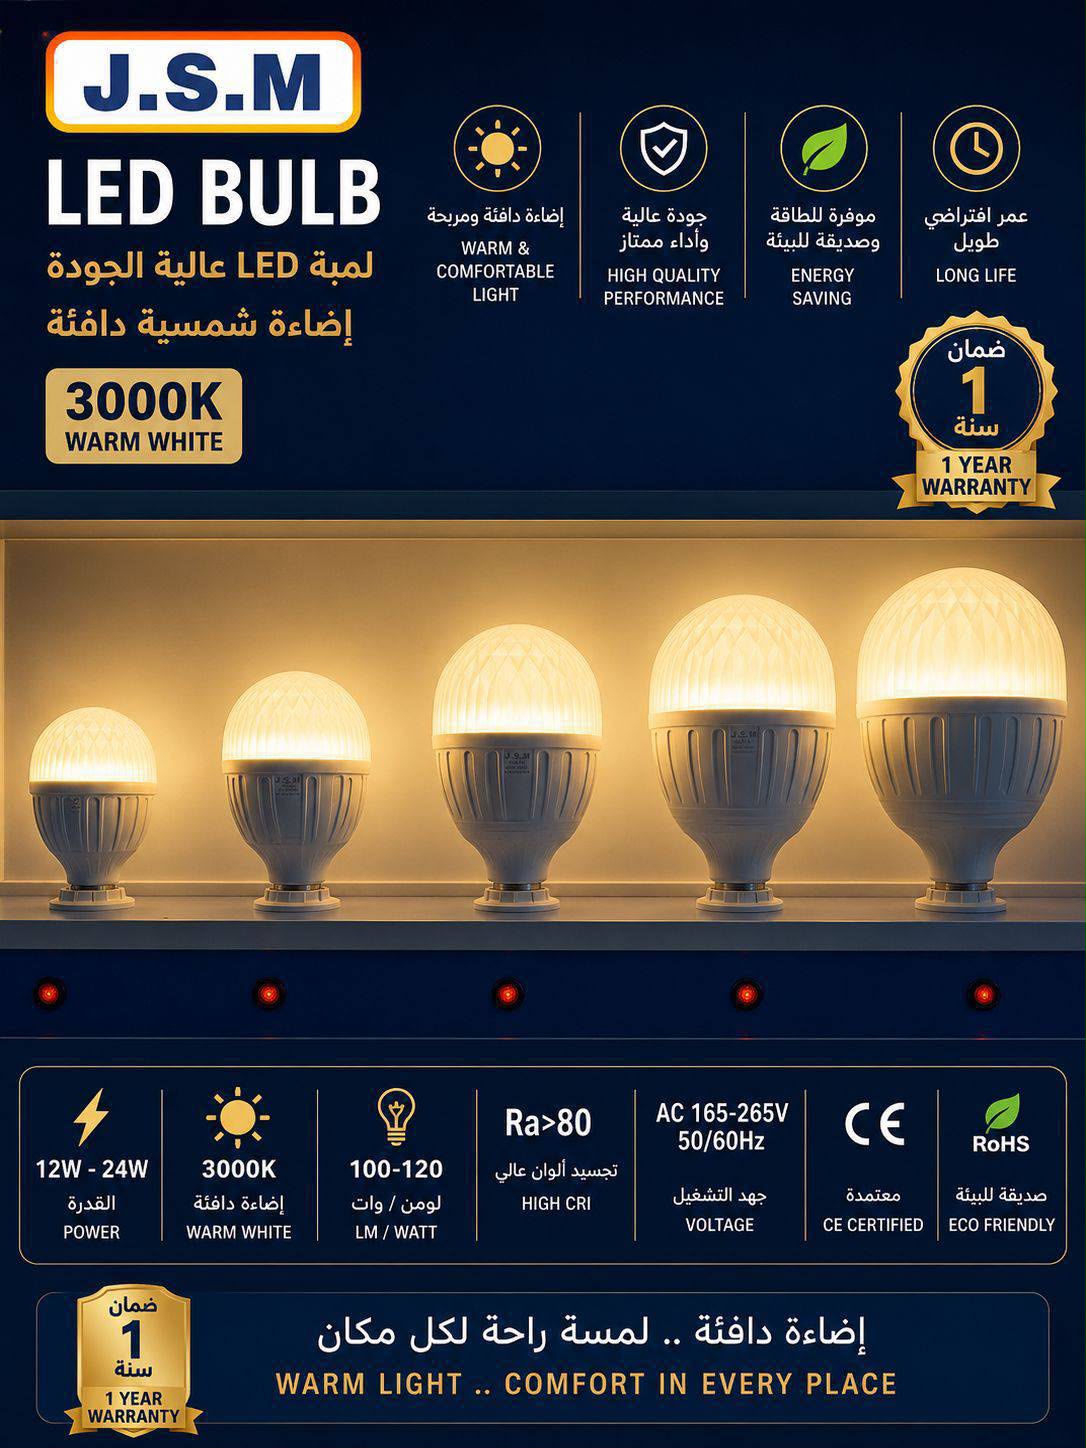 J.S.M
LED BULB
لمبة LED عالية الجودة
إضاءة شمسية دافئة
3000K
WARM WHITE
إضاءة دافئة ومريحة
WARM &
COMFORTABLE
LIGHT
جودة عالية
وأداء ممتاز
HIGH QUALITY
PERFORMANCE
موفرة للطاقة
وصديقة للبيئة
ENERGY
SAVING
عمر افتراضي
طويل
LONG LIFE
ضمان
1
سنة
1 YEAR
WARRANTY
J.S.M
J.S.M
J.S.M
12W - 24W
القدرة
POWER
3000K
إضاءة دافئة
WARM WHITE
100-120
لومن / وات
LM / WATT
Ra>80
تجسيد ألوان عالي
HIGH CRI
AC 165-265V
50/60Hz
جهد التشغيل
VOLTAGE
CE
معتمدة
CE CERTIFIED
RoHS
صديقة للبيئة
ECO FRIENDLY
ضمان
1
سنة
1 YEAR
WARRANTY
إضاءة دافئة .. لمسة راحة لكل مكان
WARM LIGHT .. COMFORT IN EVERY PLACE